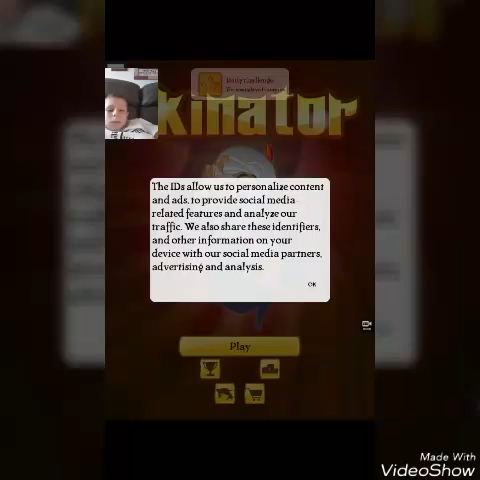 Daily challenge
kinator
The IDs allow us to personalize content
and ads, to provide social media
related features and analyze our
traffic. We also share these identifiers,
and other information on your
device with our social media partners,
advertising and analysis.
OK
Play
Made With
VideoShow